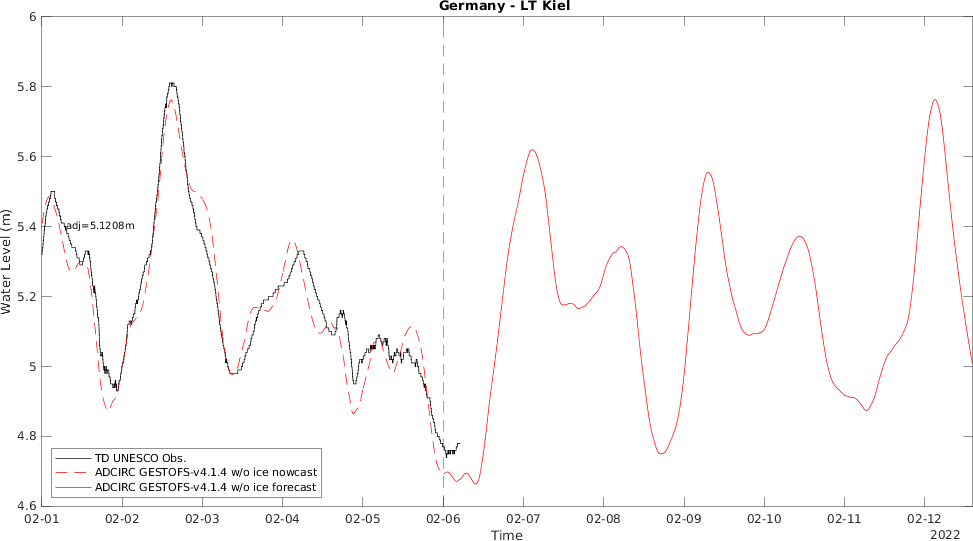 Germany - LT Kiel
6
5.8
5.6
5.4
5.2
5
4.8
4.6
Water Level (m)
adj=5.1208m
TD UNESCO Obs.
ADCIRC GESTOFS-v4.1.4 w/o ice nowcast
ADCIRC GESTOFS-v4.1.4 w/o ice forecast
02-01 02-02 02-03 02-04 02-05 02-06 02-07 02-08 02-09 02-10 02-11 02-12
2022
Time